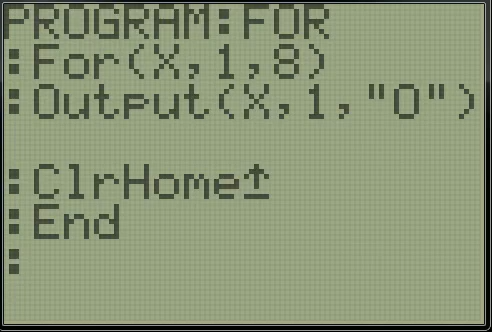 PROGRAM:FOR
:For(X,1,8)
:Output(X,1,"O")
:ClrHome↑
:End
: